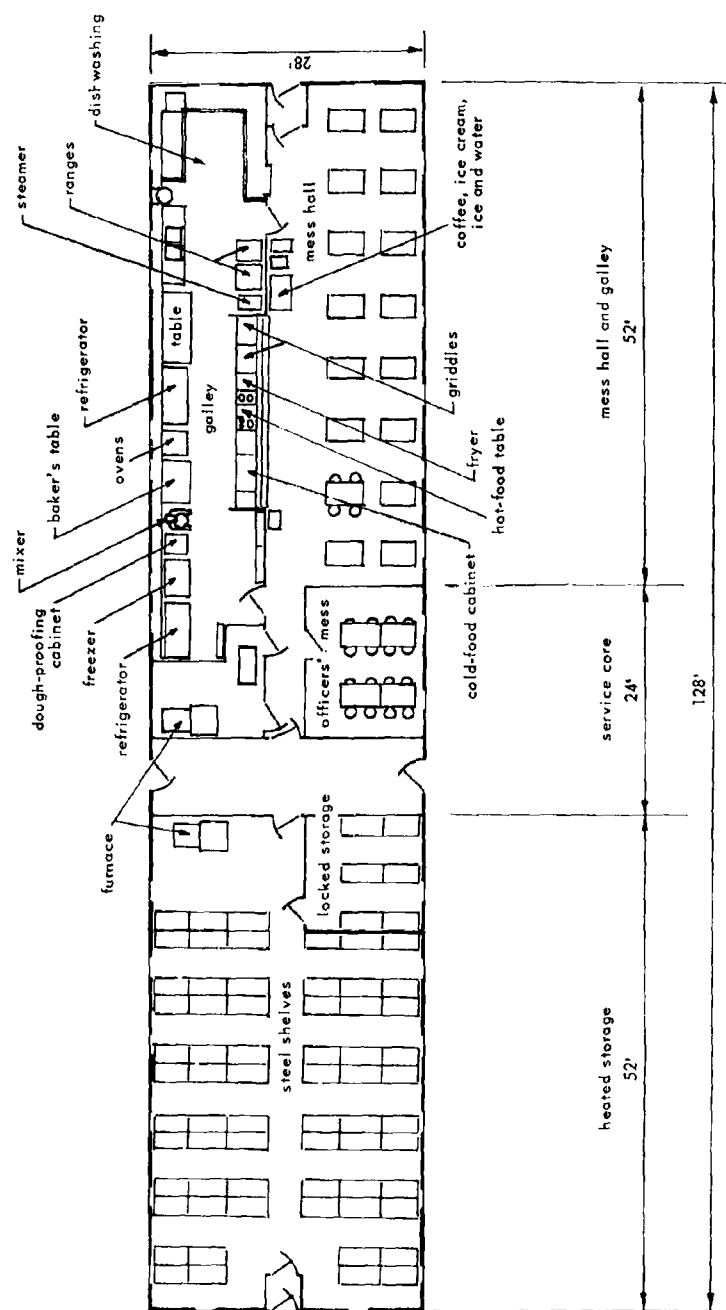 furnace
refrigerator
freezer
dough-proofing
cabinet
mixer
baker's table
ovens
refrigerator
steamer
ranges
dish washing
table
galley
mess hall
28'
steel shelves
locked storage
officers' mess
cold-food cabinet
hot-food table
fryer
griddles
coffee, ice cream,
ice and water
heated storage
52'
service core
24'
mess hall and galley
52'
128'